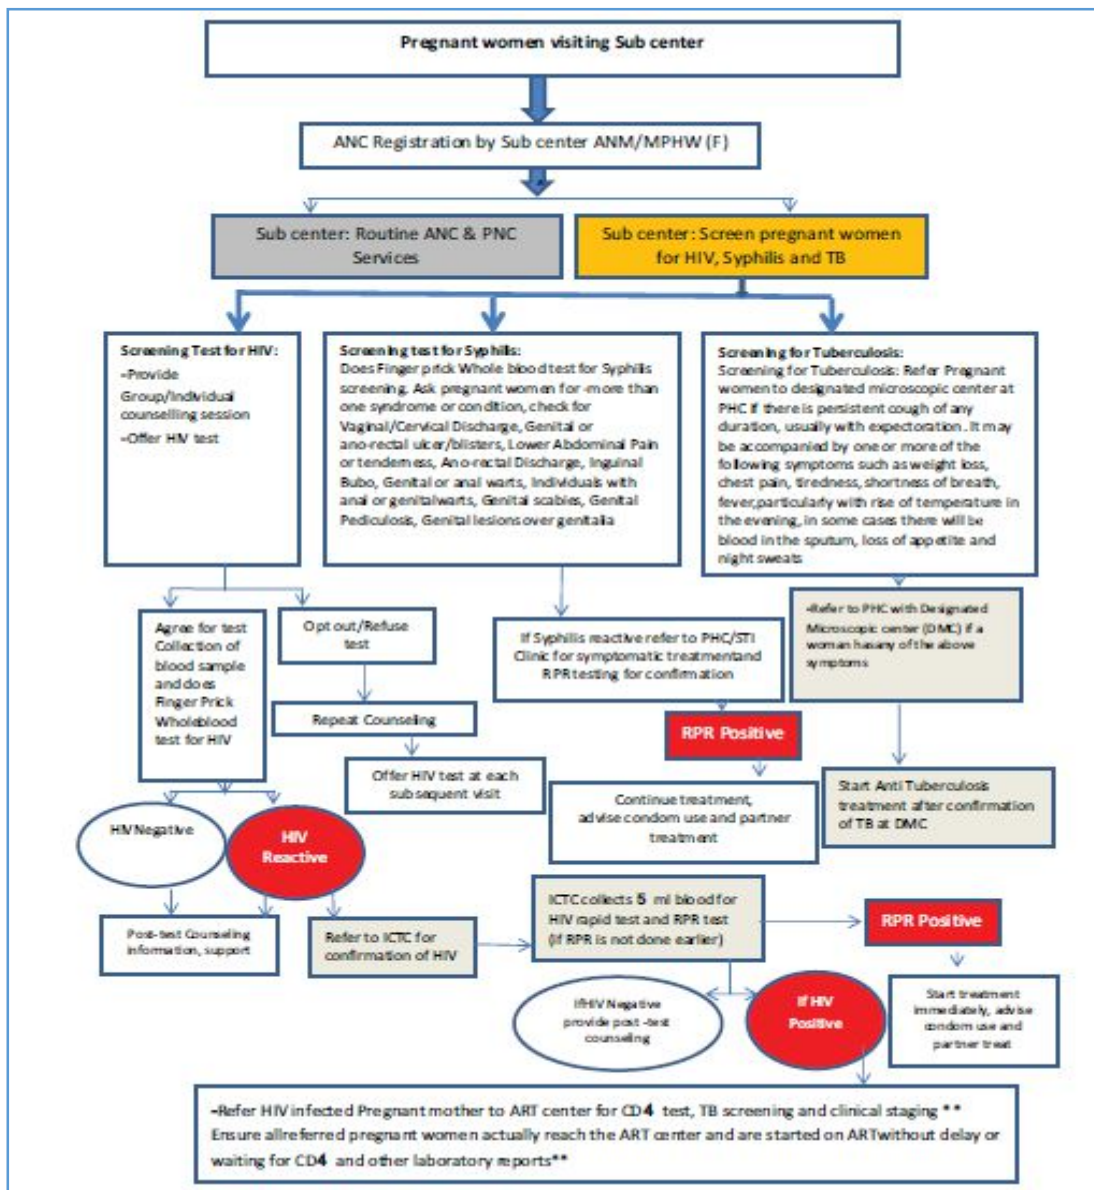 Pregnant women visiting Sub center
ANC Registration by Sub center ANM/MPHW (F)
Sub center: Routine ANC & PNC
Services
Sub center: Screen pregnant women
for HIV, Syphilis and TB
Screening Test for HIV:
-Provide
Group/Individual
counselling session
-Offer HIV test
Screening test for Syphilis:
Does Finger prick Whole blood test for Syphilis
screening. Ask pregnant women for -more than
one syndrome or condition, check for
Vaginal/Cervical Discharge, Genital or
ano-rectal ulcer/blisters, Lower Abdominal Pain
or tenderness, Ano-rectal Discharge, Inguinal
Bubo, Genital or anal warts, Individuals with
anal or genitalwarts, Genital scabies, Genital
Pediculosis, Genital lesions over genitalia
Screening for Tuberculosis:
Screening for Tuberculosis: Refer Pregnant
women to designated microscopic center at
PHC if there is persistent cough of any
duration, usually with expectoration. It may
be accompanied by one or more of the
following symptoms such as weight loss,
chest pain, tiredness, shortness of breath,
fever,particularly with rise of temperature in
the evening, in some cases there will be
blood in the sputum, loss of appetite and
night sweats
Agree for test
Collection of
blood sample
and does
Finger Prick
Wholeblood
test for HIV
Opt out/Refuse
test
Repeat Counseling
Offer HIV test at each
subsequent visit
If Syphilis reactive refer to PHC/STI
Clinic for symptomatic treatmentand
RPR testing for confirmation
-Refer to PHC with Designated
Microscopic center (DMC) if a
woman hasany of the above
symptoms
RPR Positive
Continue treatment,
advise condom use and partner
treatment
Start Anti Tuberculosis
treatment after confirmation
of TB at DMC
HIV Negative
HIV
Reactive
Post-test Counseling
information, support
Refer to ICTC for
confirmation of HIV
ICTC collects 5 ml blood for
HIV rapid test and RPR test
(if RPR is not done earlier)
RPR Positive
IfHIV Negative
provide post -test
counseling
If HIV
Positive
Start treatment
immediately, advise
condom use and
partner treat
-Refer HIV infected Pregnant mother to ART center for CD4 test, TB screening and clinical staging **
Ensure allreferred pregnant women actually reach the ART center and are started on ARTwithout delay or
waiting for CD4 and other laboratory reports**